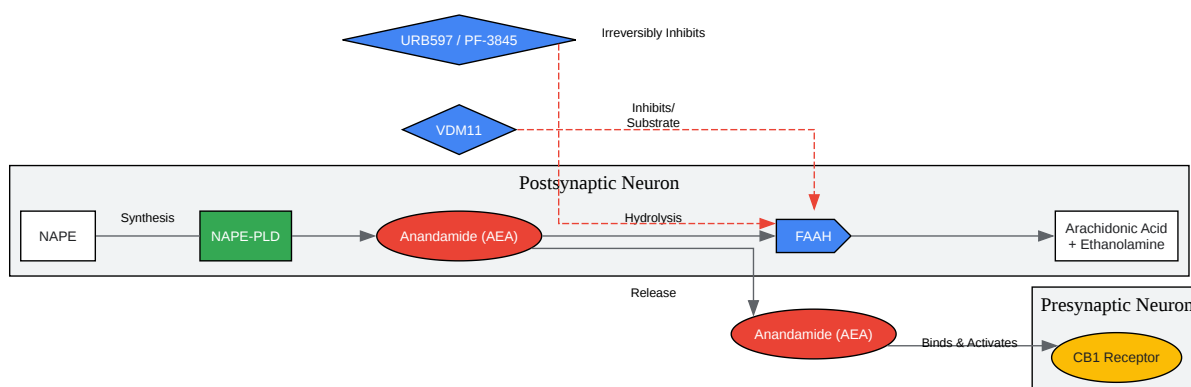 URB597 / PF-3845
Irreversibly Inhibits
Inhibits/
Substrate
VDM11
Postsynaptic Neuron
NAPE
Synthesis
NAPE-PLD
Anandamide (AEA)
Hydrolysis
FAAH
Arachidonic Acid
+ Ethanolamine
Release
Anandamide (AEA)
Binds & Activates
Presynaptic Neuron
CB1 Receptor